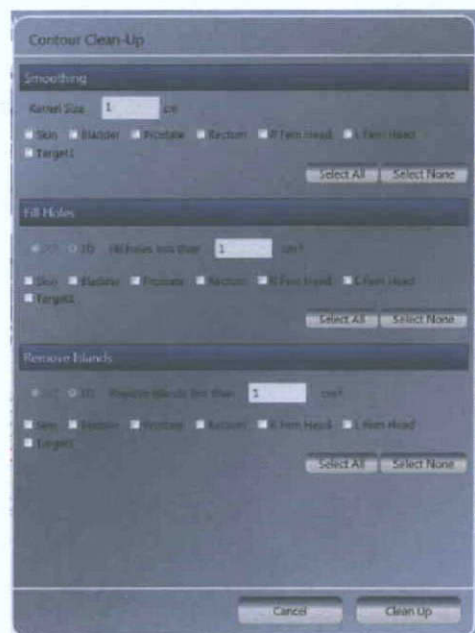 Contour Clean-Up
Smoothing
Kernel Size 1 cm
Skin Bladder Prostate Rectum R Fem Head L Fem Head
Target1
Select All Select None
Fill Holes
2D 3D Fill holes less than 1
Skin Bladder Prostate Rectum R Fem Head L Fem Head
Target1
Select All Select None
Remove Islands
2D 3D Remove islands less than 1
Skin Bladder Prostate Rectum R Fem Head L Fem Head
Target1
Select All Select None
Cancel Clean Up